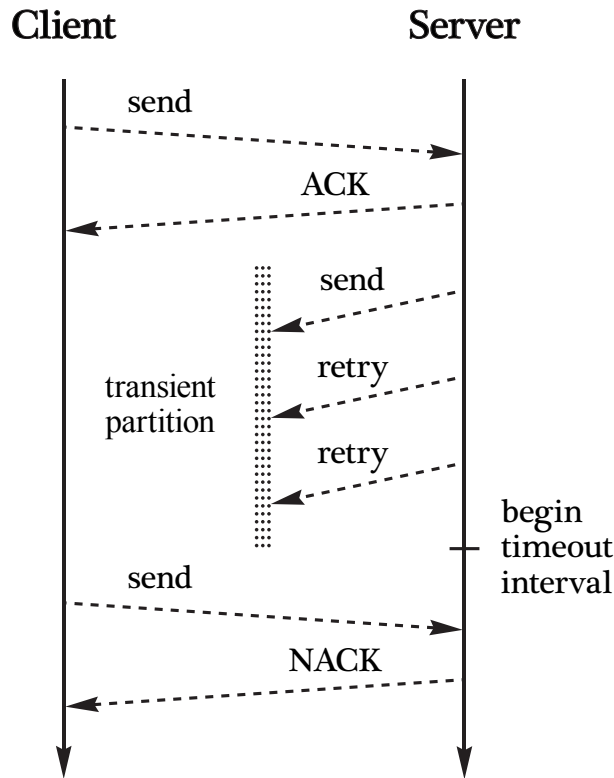 Client Server
send
ACK
send
retry
transient
partition
retry
begin
timeout
interval
send
NACK